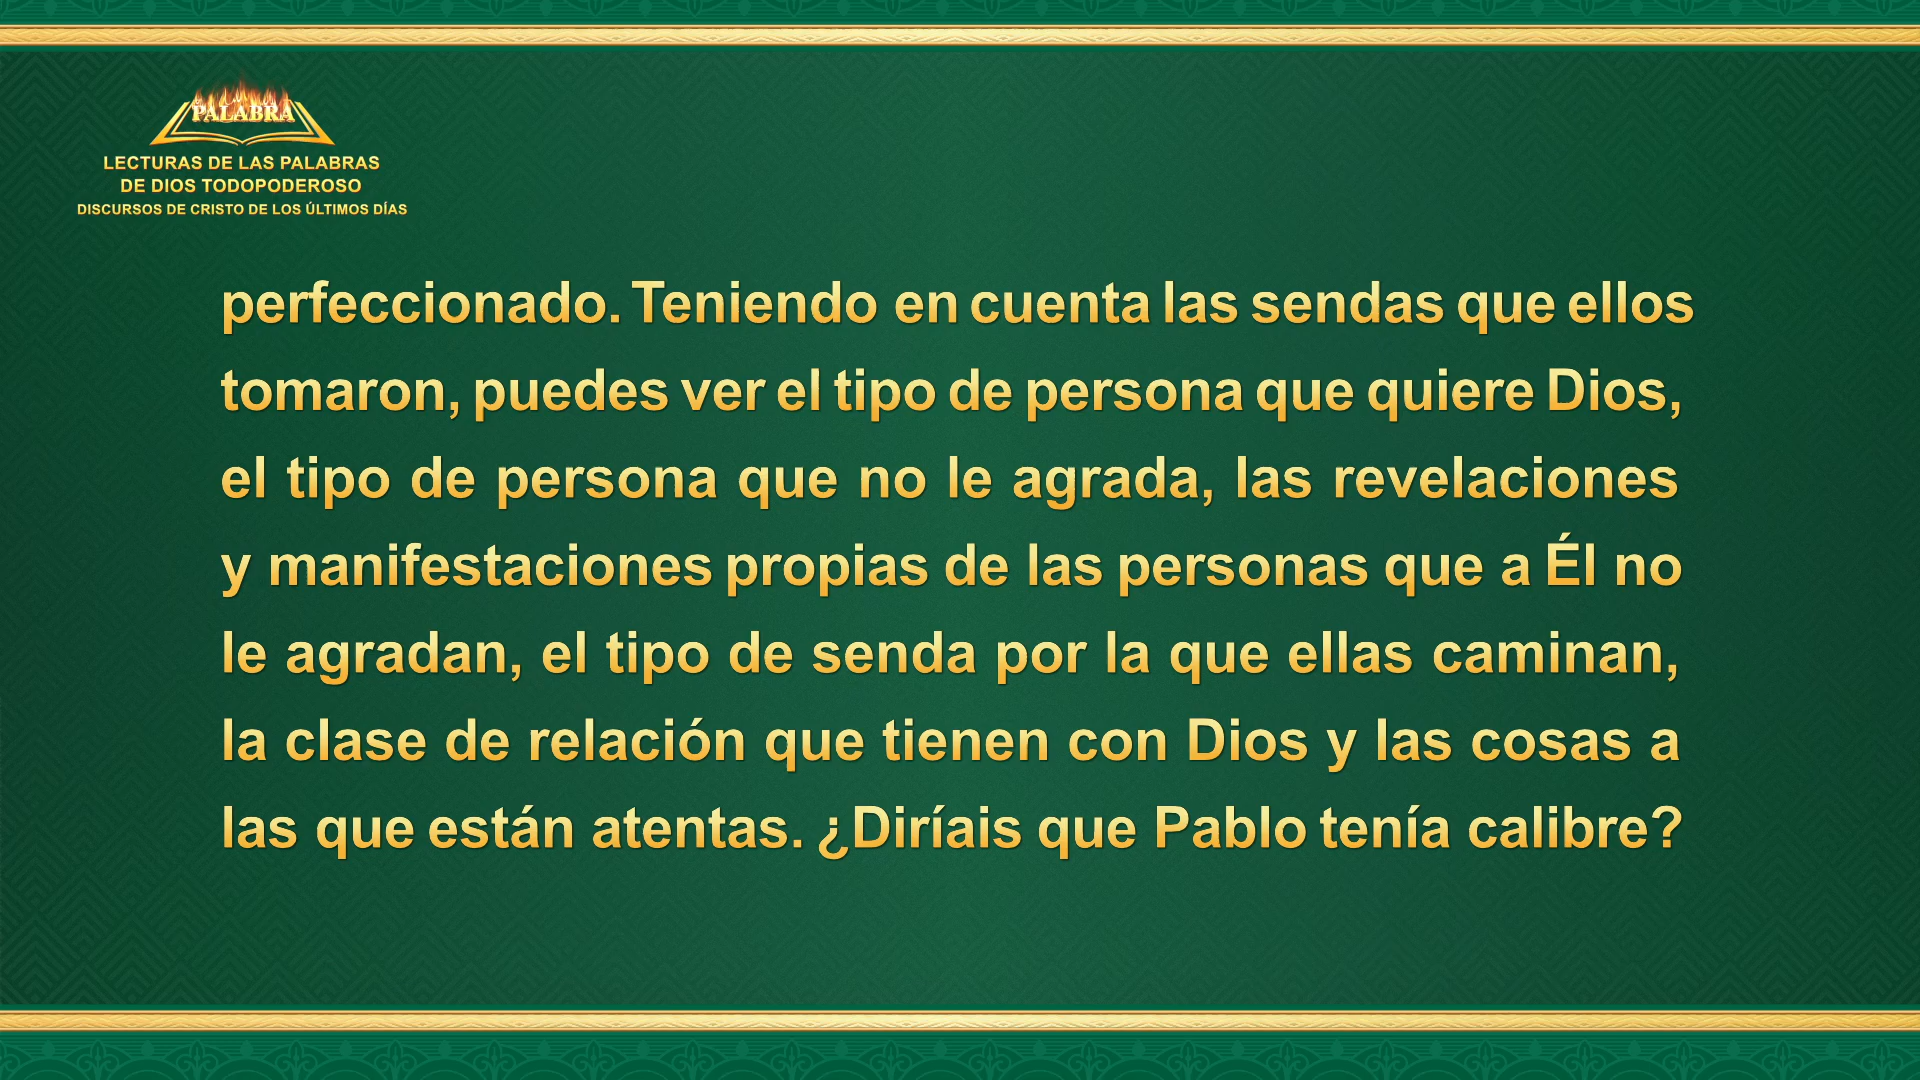 PALABRA
LECTURAS DE LAS PALABRAS
DE DIOS TODOPODEROSO
DISCURSOS DE CRISTO DE LOS ÚLTIMOS DÍAS
perfeccionado. Teniendo en cuenta las sendas que ellos
tomaron, puedes ver el tipo de persona que quiere Dios,
el tipo de persona que no le agrada, las revelaciones
y manifestaciones propias de las personas que a Él no
le agradan, el tipo de senda por la que ellas caminan,
la clase de relación que tienen con Dios y las cosas a
las que están atentas. ¿Diríais que Pablo tenía calibre?